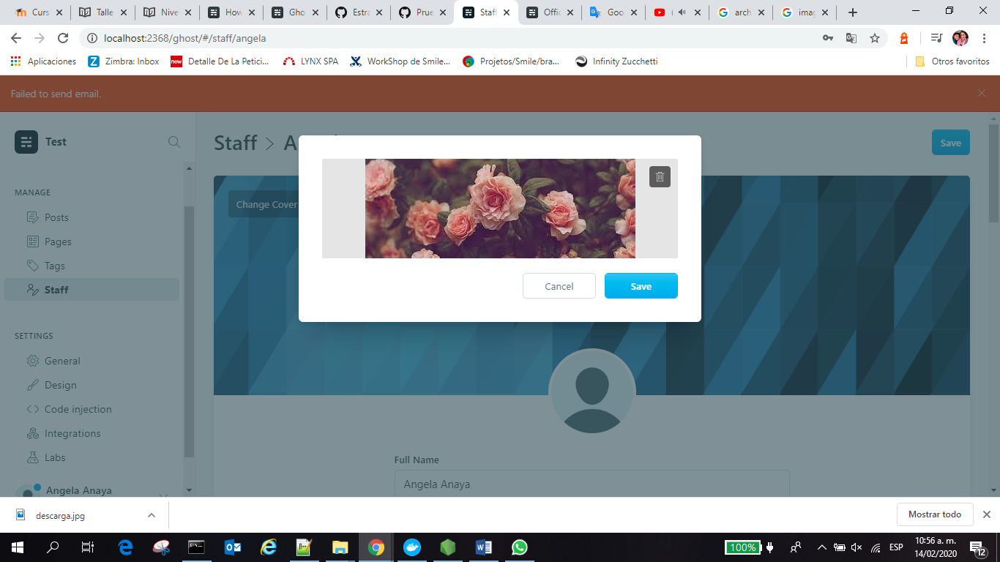 Curs
Talle
Nive
How
Gho
Estra
Prue
Staff
Offic
Goo
(
arch
imag
localhost:2368/ghost/#/staff/angela
Aplicaciones
Zimbra: Inbox
now
Detalle De La Petici...
LYNX SPA
WorkShop de Smile...
Projetos/Smile/bra...
Infinity Zucchetti
Otros favoritos
Failed to send email.
Test
Staff > A
Save
MANAGE
Posts
Pages
Tags
Staff
Change Cover
Cancel
Save
SETTINGS
General
Design
Code injection
Integrations
Labs
Full Name
Angela Anaya
Angela Anaya
descarga.jpg
Mostrar todo
100%
ESP
10:56 a. m.
14/02/2020
12